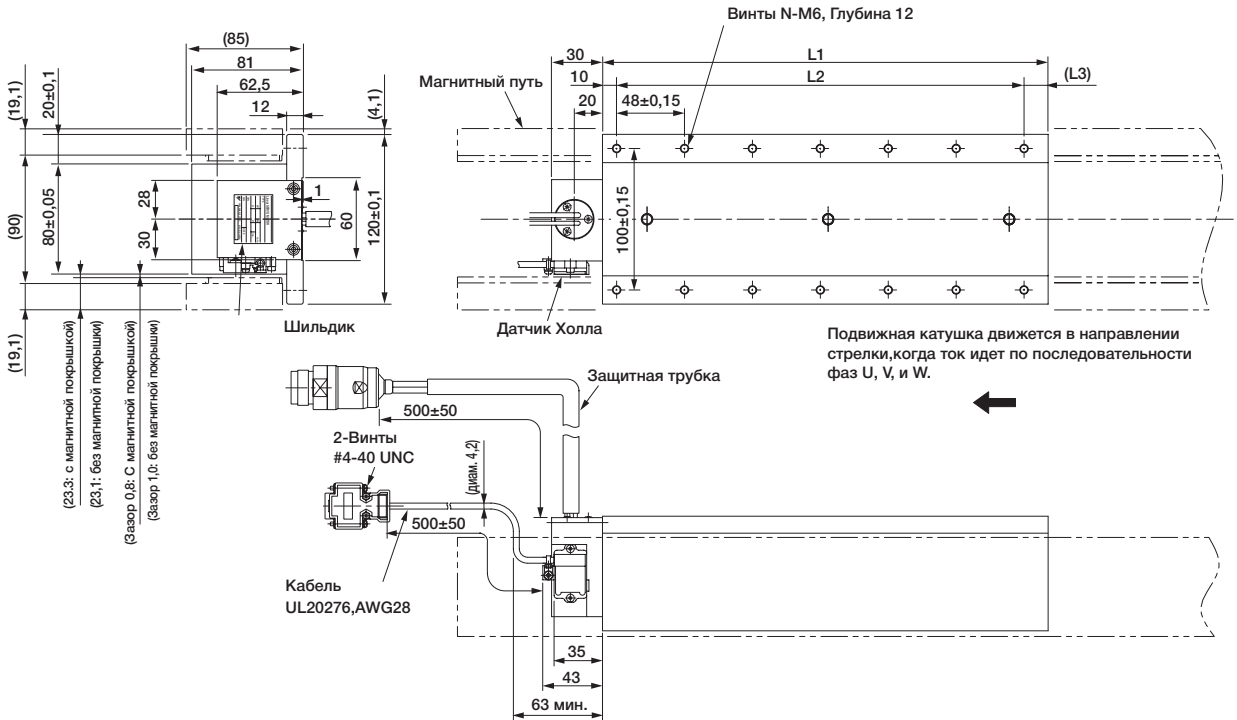 Винты N-M6, Глубина 12
(85)
81
62,5
12
20±0,1
(19,1)
(4,1)
30
L1
10
L2
(L3)
20
48±0,15
Магнитный путь
(90)
80±0,05
28
30
1
60
120±0,1
100±0,15
(19,1)
Шильдик
Датчик Холла
Подвижная катушка движется в направлении
стрелки,когда ток идет по последовательности
фаз U, V, и W.
(23.3: с магнитной покрышкой)
(23,1: без магнитной покрышки)
(Зазор 0,8: С магнитной покрышкой)
(Зазор 1,0: без магнитной покрышки)
Защитная трубка
500±50
2-Винты
#4-40 UNC
(диам. 4,2)
500±50
Кабель
UL20276,AWG28
35
43
63 мин.